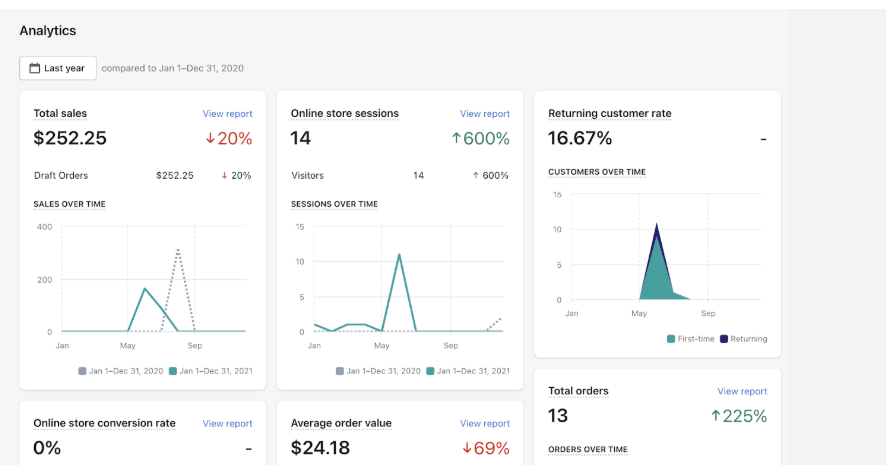 Analytics
Last year compared to Jan 1–Dec 31, 2020
Total sales View report
$252.25 ↓20%
Draft Orders $252.25 ↓ 20%
SALES OVER TIME
400
200
0
Jan May Sep
Jan 1–Dec 31, 2020 Jan 1–Dec 31, 2021
Online store sessions View report
14 ↑600%
Visitors 14 ↑ 600%
SESSIONS OVER TIME
15
10
5
0
Jan May Sep
Jan 1–Dec 31, 2020 Jan 1–Dec 31, 2021
Returning customer rate
16.67% -
CUSTOMERS OVER TIME
15
10
5
0
Jan May Sep
First-time Returning
Online store conversion rate View report
0% -
Average order value View report
$24.18 ↓69%
Total orders View report
13 ↑225%
ORDERS OVER TIME